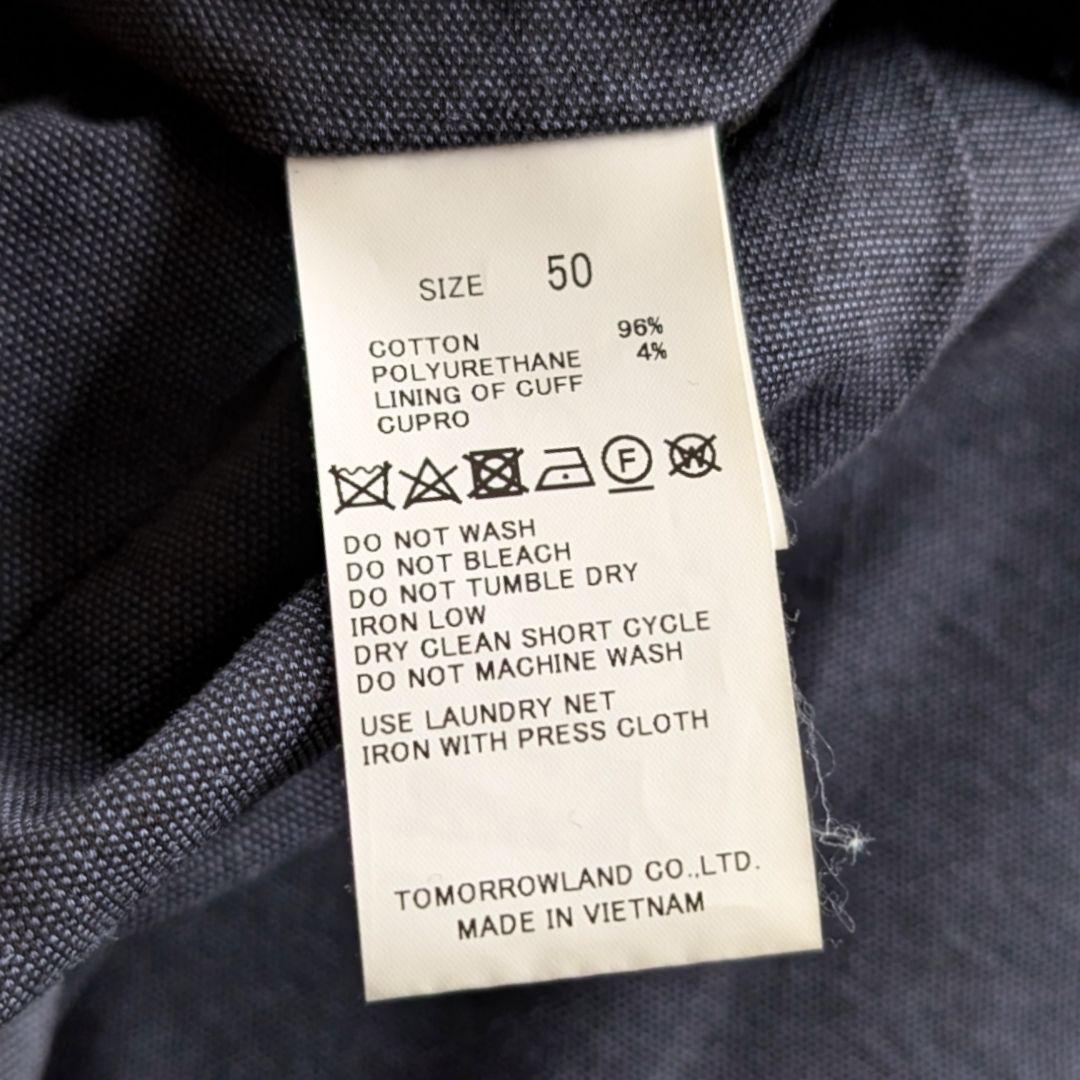 SIZE 50
COTTON 96%
POLYURETHANE 4%
LINING OF CUFF
CUPRO
F W
DO NOT WASH
DO NOT BLEACH
DO NOT TUMBLE DRY
IRON LOW
DRY CLEAN SHORT CYCLE
DO NOT MACHINE WASH
USE LAUNDRY NET
IRON WITH PRESS CLOTH
TOMORROWLAND CO.,LTD.
MADE IN VIETNAM